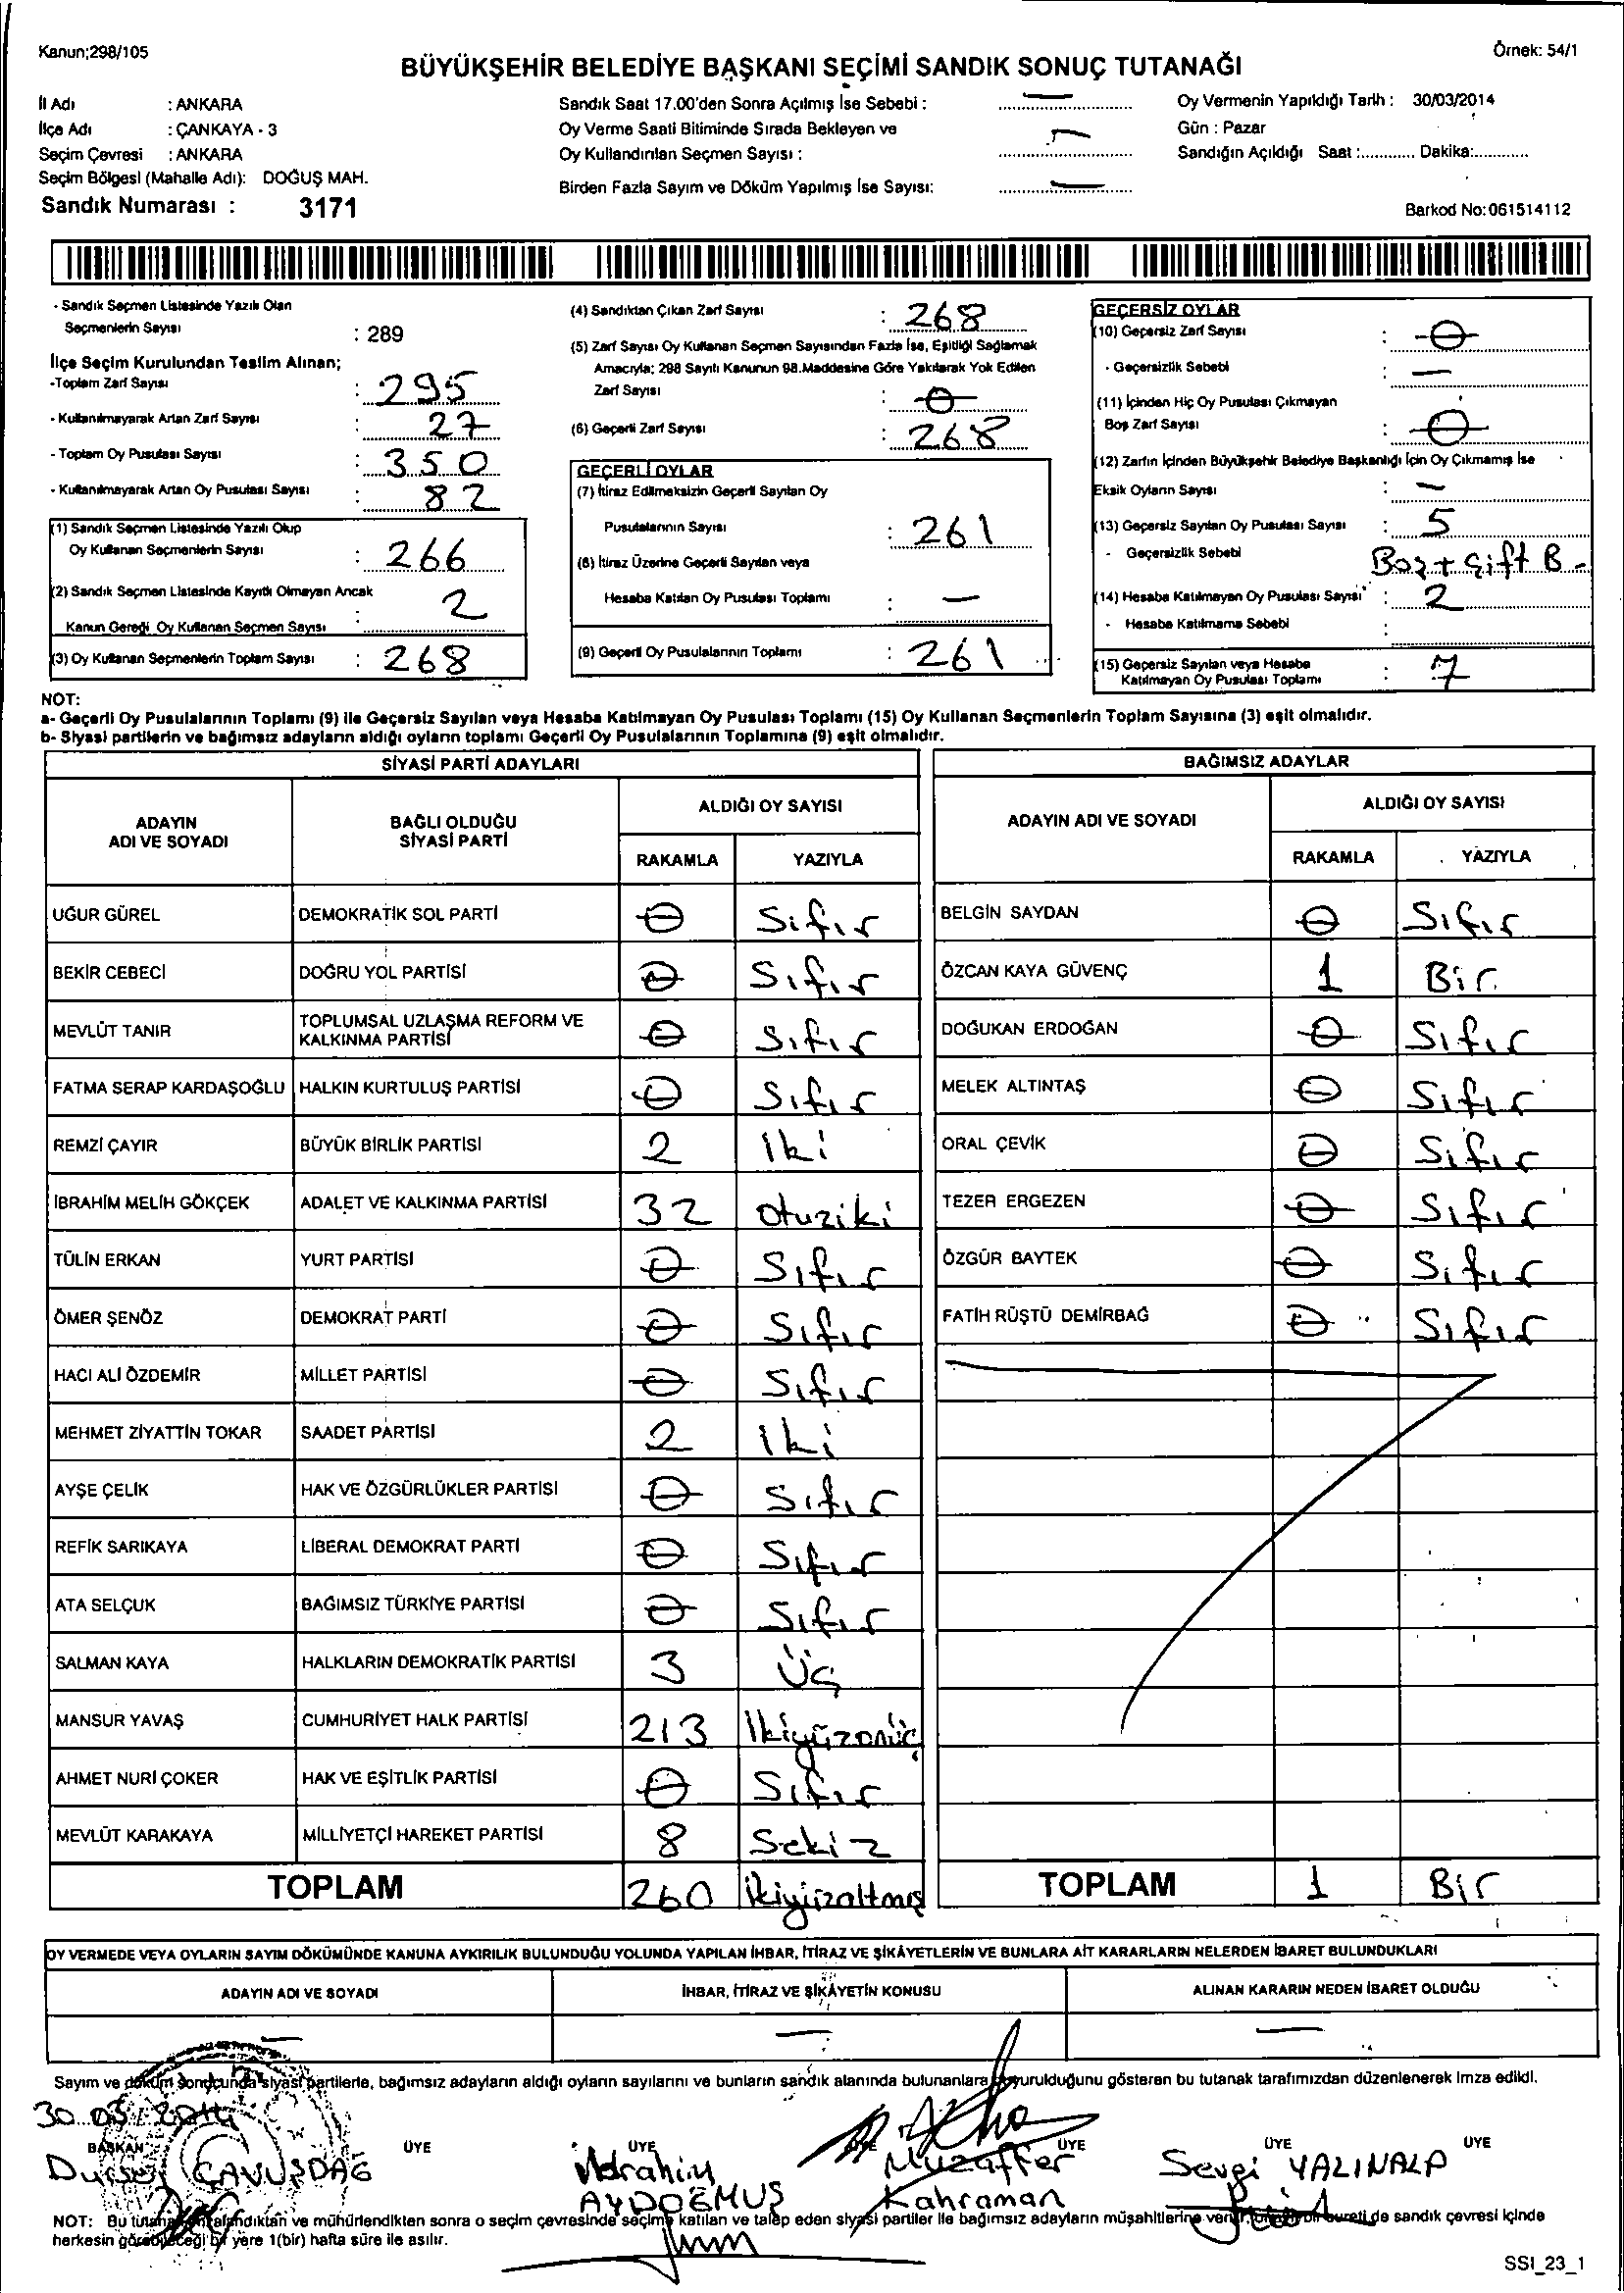 Kanun;298/105
Örnek: 54/1
BÜYÜKŞEHİR BELEDİYE BAŞKANI SEÇİMİ SANDIK SONUÇ TUTANAĞI
İl Adı : ANKARA
İlçe Adı : ÇANKAYA - 3
Seçim Çevresi : ANKARA
Seçim Bölgesi (Mahalle Adı): DOĞUŞ MAH.
Sandık Numarası : 3171
Sandık Saat 17.00'den Sonra Açılmış İse Sebebi : —
Oy Verme Saati Bitiminde Sırada Bekleyen ve
Oy Kullandırılan Seçmen Sayısı : —
Birden Fazla Sayım ve Döküm Yapılmış İse Sayısı: —
Oy Vermenin Yapıldığı Tarih : 30/03/2014
Gün : Pazar
Sandığın Açıldığı Saat :............ Dakika:............
Barkod No:061514112
- Sandık Seçmen Listesinde Yazılı Olan
Seçmenlerin Sayısı : 289
İlçe Seçim Kurulundan Teslim Alınan;
-Toplam Zarf Sayısı : 295
- Kullanılmayarak Artan Zarf Sayısı : 27
- Toplam Oy Pusulası Sayısı : 350
- Kullanılmayarak Artan Oy Pusulası Sayısı : 82
(1) Sandık Seçmen Listesinde Yazılı Olup
Oy Kullanan Seçmenlerin Sayısı : 266
(2) Sandık Seçmen Listesinde Kayıtlı Olmayan Ancak
Kanun Gereği Oy Kullanan Seçmen Sayısı : 2
(3) Oy Kullanan Seçmenlerin Toplam Sayısı : 268
(4) Sandıktan Çıkan Zarf Sayısı : 268
(5) Zarf Sayısı Oy Kullanan Seçmen Sayısından Fazla İse, Eşitliği Sağlamak
Amacıyla; 298 Sayılı Kanunun 98.Maddesine Göre Yakılarak Yok Edilen
Zarf Sayısı : 0
(6) Geçerli Zarf Sayısı : 268
GEÇERLİ OYLAR
(7) İtiraz Edilmeksizin Geçerli Sayılan Oy
Pusulalarının Sayısı : 261
(8) İtiraz Üzerine Geçerli Sayılan veya
Hesaba Katılan Oy Pusulası Toplamı : —
(9) Geçerli Oy Pusulalarının Toplamı : 261
GEÇERSİZ OYLAR
(10) Geçersiz Zarf Sayısı : 0
- Geçersizlik Sebebi : —
(11) İçinden Hiç Oy Pusulası Çıkmayan
Boş Zarf Sayısı : 0
(12) Zarfın İçinden Büyükşehir Belediye Başkanlığı İçin Oy Çıkmamış İse
Eksik Oyların Sayısı : —
(13) Geçersiz Sayılan Oy Pusulası Sayısı : 5
- Geçersizlik Sebebi Boş + Çift B -
(14) Hesaba Katılmayan Oy Pusulası Sayısı : 2
- Hesaba Katılmama Sebebi :
(15) Geçersiz Sayılan veya Hesaba
Katılmayan Oy Pusulası Toplamı : 7
NOT:
a- Geçerli Oy Pusulalarının Toplamı (9) ile Geçersiz Sayılan veya Hesaba Katılmayan Oy Pusulası Toplamı (15) Oy Kullanan Seçmenlerin Toplam Sayısına (3) eşit olmalıdır.
b- Siyasi partilerin ve bağımsız adayların aldığı oyların toplamı Geçerli Oy Pusulalarının Toplamına (9) eşit olmalıdır.
SİYASİ PARTİ ADAYLARI
ADAYIN ADI VE SOYADI
BAĞLI OLDUĞU SİYASİ PARTİ
ALDIĞI OY SAYISI
RAKAMLA YAZIYLA
UĞUR GÜREL DEMOKRATİK SOL PARTİ 0 Sıfır
BEKİR CEBECİ DOĞRU YOL PARTİSİ 0 Sıfır
MEVLÜT TANIR TOPLUMSAL UZLAŞMA REFORM VE KALKINMA PARTİSİ 0 Sıfır
FATMA SERAP KARDAŞOĞLU HALKIN KURTULUŞ PARTİSİ 0 Sıfır
REMZİ ÇAYIR BÜYÜK BİRLİK PARTİSİ 2 İki
İBRAHİM MELİH GÖKÇEK ADALET VE KALKINMA PARTİSİ 32 otuziki
TÜLİN ERKAN YURT PARTİSİ 0 Sıfır
ÖMER ŞENÖZ DEMOKRAT PARTİ 0 Sıfır
HACI ALİ ÖZDEMİR MİLLET PARTİSİ 0 Sıfır
MEHMET ZİYATTİN TOKAR SAADET PARTİSİ 2 İki
AYŞE ÇELİK HAK VE ÖZGÜRLÜKLER PARTİSİ 0 Sıfır
REFİK SARIKAYA LİBERAL DEMOKRAT PARTİ 0 Sıfır
ATA SELÇUK BAĞIMSIZ TÜRKİYE PARTİSİ 0 Sıfır
SALMAN KAYA HALKLARIN DEMOKRATİK PARTİSİ 3 Üç
MANSUR YAVAŞ CUMHURİYET HALK PARTİSİ 213 İkiyüzonüç
AHMET NURİ ÇOKER HAK VE EŞİTLİK PARTİSİ 0 Sıfır
MEVLÜT KARAKAYA MİLLİYETÇİ HAREKET PARTİSİ 8 Sekiz
TOPLAM 260 ikiyüzaltmış
BAĞIMSIZ ADAYLAR
ADAYIN ADI VE SOYADI
ALDIĞI OY SAYISI
RAKAMLA YAZIYLA
BELGİN SAYDAN 0 Sıfır
ÖZCAN KAYA GÜVENÇ 1 Bir
DOĞUKAN ERDOĞAN 0 Sıfır
MELEK ALTINTAŞ 0 Sıfır
ORAL ÇEVİK 0 Sıfır
TEZER ERGEZEN 0 Sıfır
ÖZGÜR BAYTEK 0 Sıfır
FATİH RÜŞTÜ DEMİRBAĞ 0 Sıfır
TOPLAM 1 Bir
OY VERMEDE VEYA OYLARIN SAYIM DÖKÜMÜNDE KANUNA AYKIRILIK BULUNDUĞU YOLUNDA YAPILAN İHBAR, İTİRAZ VE ŞİKÂYETLERİN VE BUNLARA AİT KARARLARIN NELERDEN İBARET BULUNDUKLARI
ADAYIN ADI VE SOYADI İHBAR, İTİRAZ VE ŞİKÂYETİN KONUSU ALINAN KARARIN NEDEN İBARET OLDUĞU
— — —
Sayım ve döküm sonucunda siyasi partilerle, bağımsız adayların aldığı oyların sayılarını ve bunların sandık alanında bulunanlara duyurulduğunu gösteren bu tutanak tarafımızdan düzenlenerek imza edildi.
30.03.2014
BAŞKAN ÜYE ÜYE ÜYE ÜYE ÜYE ÜYE
Dursun ÇAVUŞDAĞ
İbrahim AYDOĞMUŞ
Muzaffer Kahraman
Sevgi YALINALP
NOT: Bu tutanak ve mühürlendikten sonra o seçim çevresinde seçime katılan ve talep eden siyasi partiler ile bağımsız adayların müşahitlerine bir sureti de sandık çevresi içinde
herkesin görebileceği bir yere 1(bir) hafta süre ile asılır.
SSI_23_1